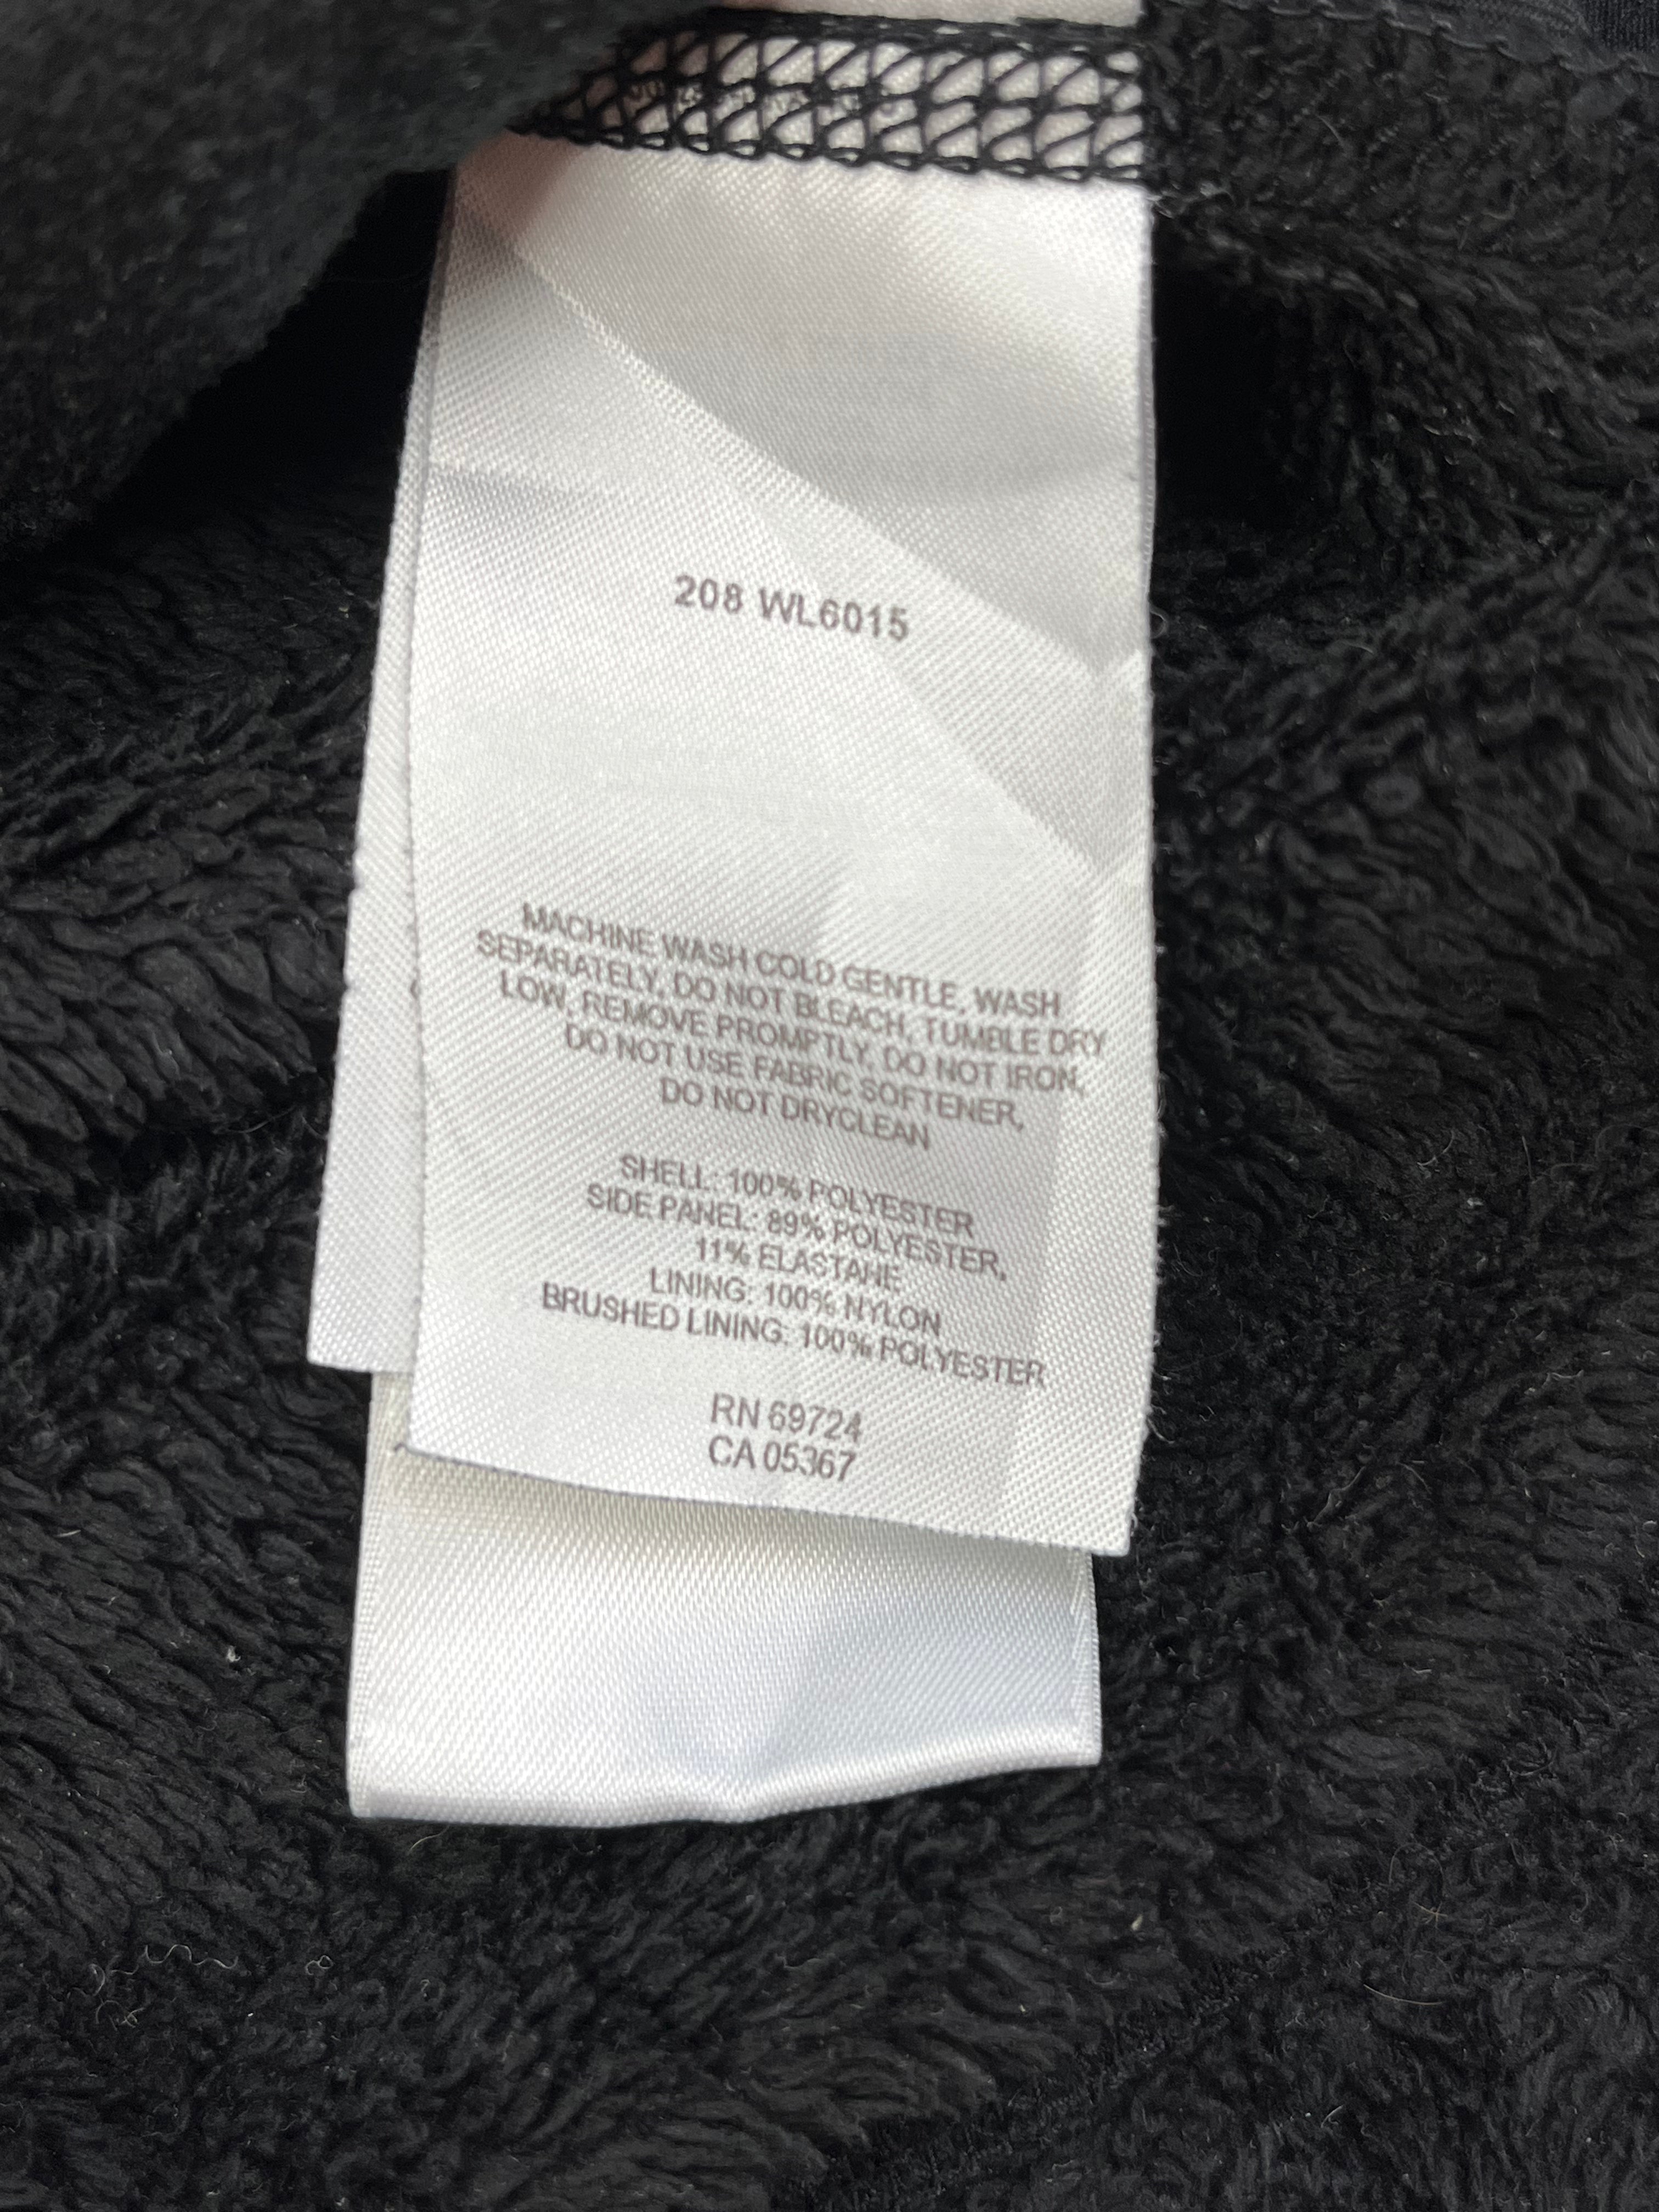 208 WL6015
MACHINE WASH COLD GENTLE, WASH
SEPARATELY, DO NOT BLEACH, TUMBLE DRY
LOW, REMOVE PROMPTLY, DO NOT IRON,
DO NOT USE FABRIC SOFTENER,
DO NOT DRYCLEAN
SHELL: 100% POLYESTER
SIDE PANEL: 89% POLYESTER,
11% ELASTANE
LINING: 100% NYLON
BRUSHED LINING: 100% POLYESTER
RN 69724
CA 05367